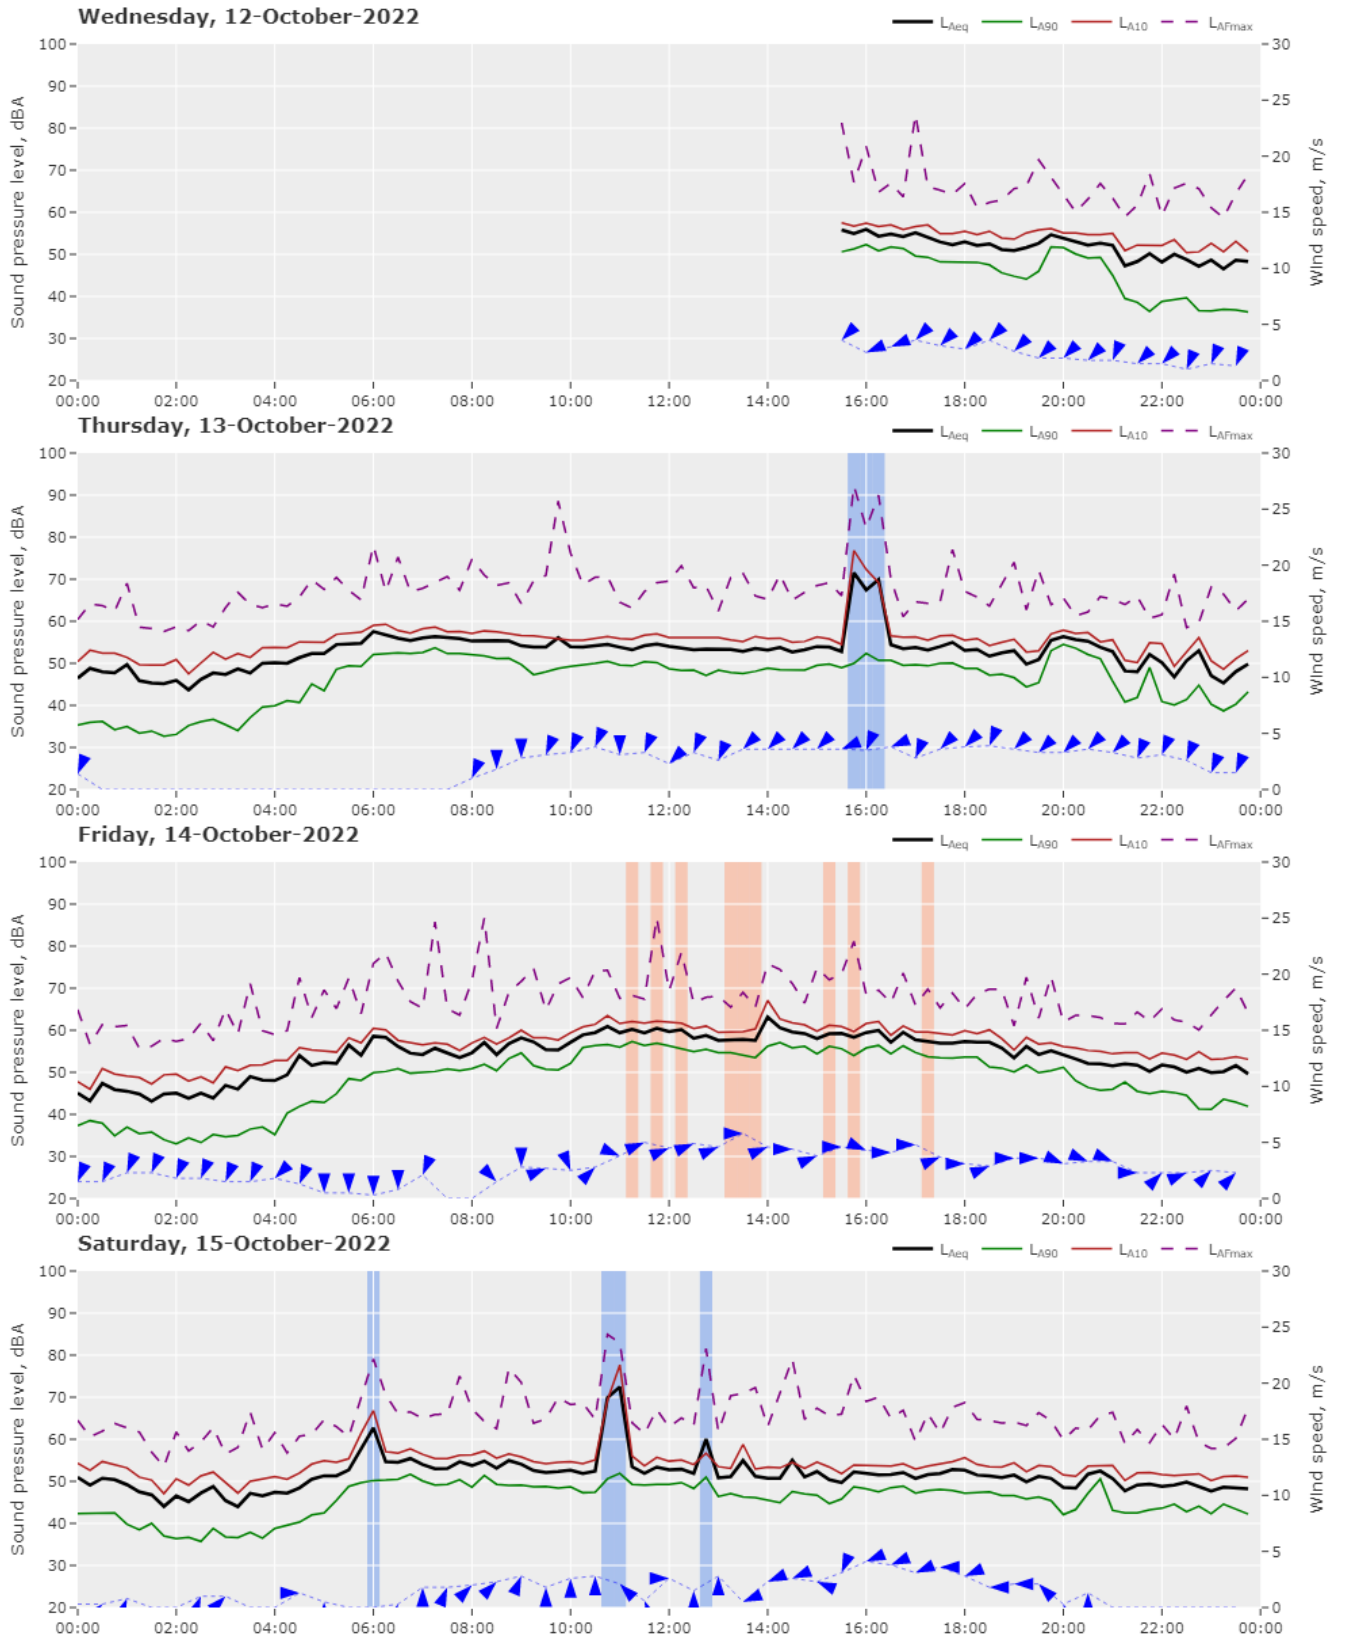 Wednesday, 12-October-2022
LAeq LA90 LA10 LAFmax
100 90 80 70 60 50 40 30 20
Sound pressure level, dBA
30 25 20 15 10 5 0
Wind speed, m/s
00:00 02:00 04:00 06:00 08:00 10:00 12:00 14:00 16:00 18:00 20:00 22:00 00:00
Thursday, 13-October-2022
LAeq LA90 LA10 LAFmax
100 90 80 70 60 50 40 30 20
Sound pressure level, dBA
30 25 20 15 10 5 0
Wind speed, m/s
00:00 02:00 04:00 06:00 08:00 10:00 12:00 14:00 16:00 18:00 20:00 22:00 00:00
Friday, 14-October-2022
LAeq LA90 LA10 LAFmax
100 90 80 70 60 50 40 30 20
Sound pressure level, dBA
30 25 20 15 10 5 0
Wind speed, m/s
00:00 02:00 04:00 06:00 08:00 10:00 12:00 14:00 16:00 18:00 20:00 22:00 00:00
Saturday, 15-October-2022
LAeq LA90 LA10 LAFmax
100 90 80 70 60 50 40 30 20
Sound pressure level, dBA
30 25 20 15 10 5 0
Wind speed, m/s
00:00 02:00 04:00 06:00 08:00 10:00 12:00 14:00 16:00 18:00 20:00 22:00 00:00